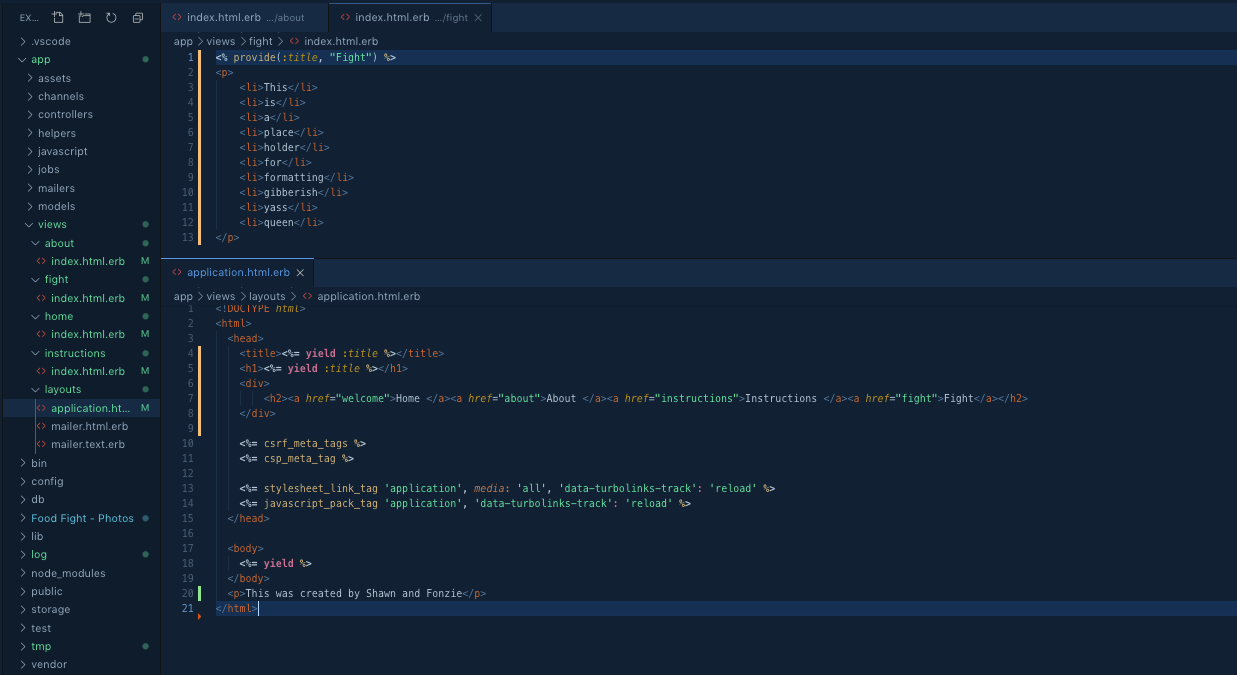 EX...
.vscode
app
assets
channels
controllers
helpers
javascript
jobs
mailers
models
views
about
index.html.erb M
fight
index.html.erb M
home
index.html.erb M
instructions
index.html.erb M
layouts
application.ht... M
mailer.html.erb
mailer.text.erb
bin
config
db
Food Fight - Photos
lib
log
node_modules
public
storage
test
tmp
vendor
index.html.erb .../about
index.html.erb .../fight
app > views > fight > <> index.html.erb
1 <% provide(:title, "Fight") %>
2 <p>
3     <li>This</li>
4     <li>is</li>
5     <li>a</li>
6     <li>place</li>
7     <li>holder</li>
8     <li>for</li>
9     <li>formatting</li>
10     <li>gibberish</li>
11     <li>yass</li>
12     <li>queen</li>
13 </p>
application.html.erb
app > views > layouts > <> application.html.erb
1 <!DOCTYPE html>
2 <html>
3   <head>
4     <title><%= yield :title %></title>
5     <h1><%= yield :title %></h1>
6     <div>
7         <h2><a href="welcome">Home </a><a href="about">About </a><a href="instructions">Instructions </a><a href="fight">Fight</a></h2>
8     </div>
9
10     <%= csrf_meta_tags %>
11     <%= csp_meta_tag %>
12
13     <%= stylesheet_link_tag 'application', media: 'all', 'data-turbolinks-track': 'reload' %>
14     <%= javascript_pack_tag 'application', 'data-turbolinks-track': 'reload' %>
15   </head>
16
17   <body>
18     <%= yield %>
19   </body>
20   <p>This was created by Shawn and Fonzie</p>
21 </html>